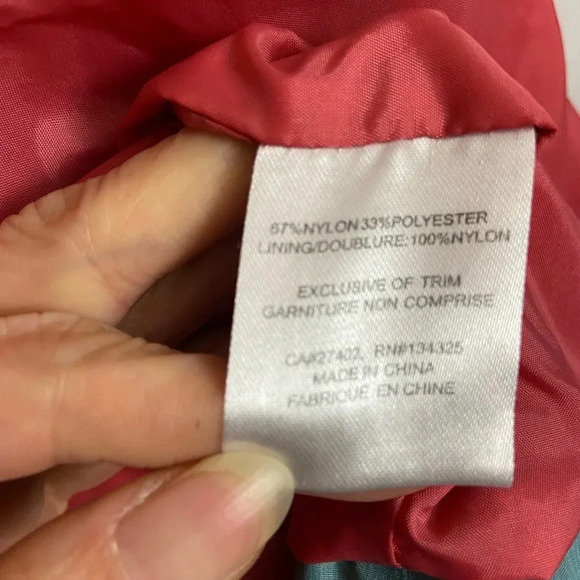 67%NYLON 33%POLYESTER
LINING/DOUBLURE:100%NYLON
EXCLUSIVE OF TRIM
GARNITURE NON COMPRISE
CA#27402, RN#134325
MADE IN CHINA
FABRIQUE EN CHINE